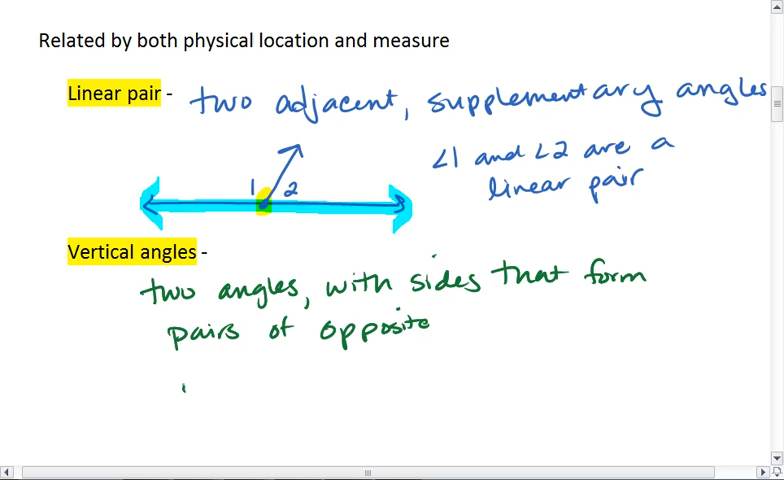 Related by both physical location and measure
Linear pair - two adjacent, supplementary angles
∠1 and ∠2 are a
linear pair
1 2
Vertical angles -
two angles, with sides that form
pairs of opposite